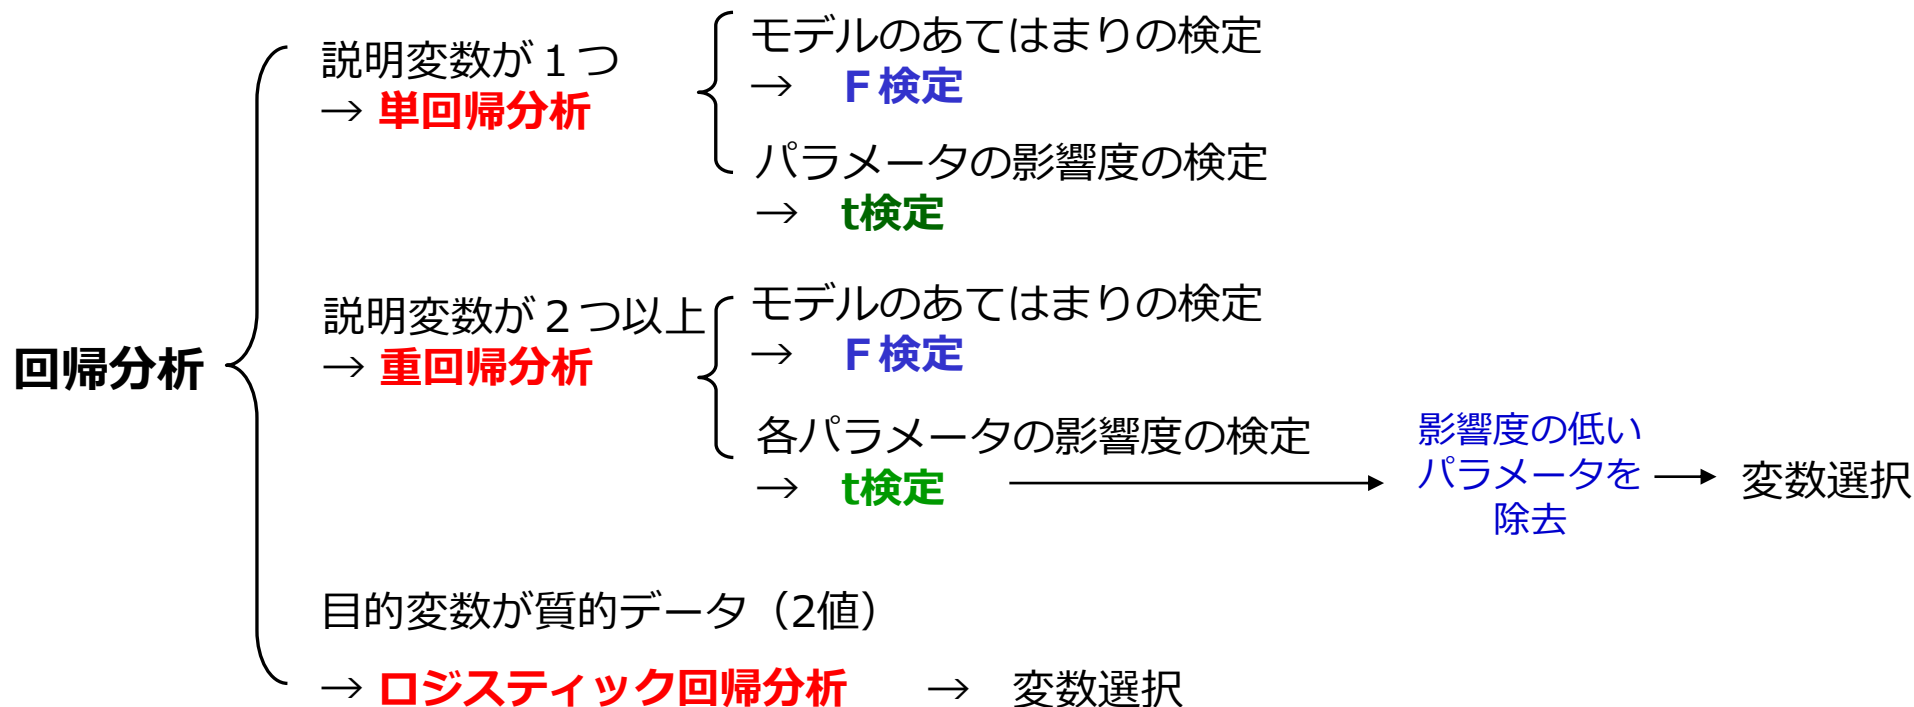 回帰分析
説明変数が１つ
→ 単回帰分析
モデルのあてはまりの検定
→ Ｆ検定
パラメータの影響度の検定
→ t検定
説明変数が２つ以上
→ 重回帰分析
モデルのあてはまりの検定
→ Ｆ検定
各パラメータの影響度の検定
→ t検定
影響度の低い
パラメータを
除去
変数選択
目的変数が質的データ（2値）
→ ロジスティック回帰分析 → 変数選択